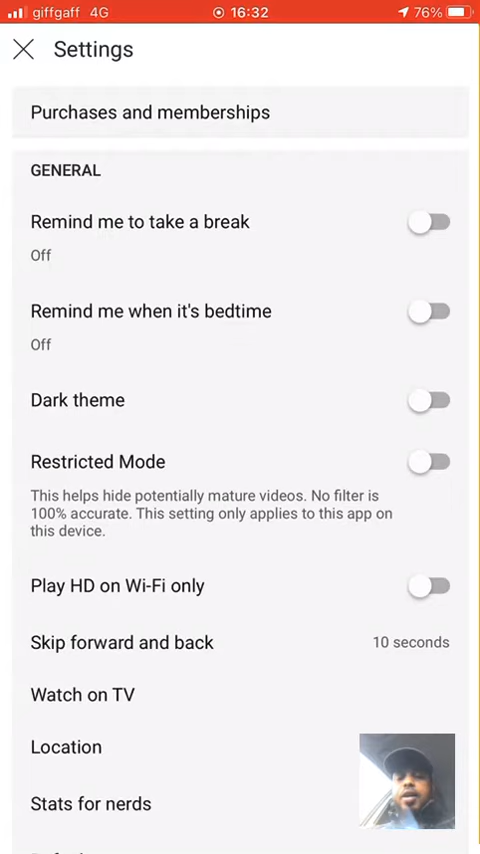 giffgaff 4G 16:32 76%
Settings
Purchases and memberships
GENERAL
Remind me to take a break
Off
Remind me when it's bedtime
Off
Dark theme
Restricted Mode
This helps hide potentially mature videos. No filter is
100% accurate. This setting only applies to this app on
this device.
Play HD on Wi-Fi only
Skip forward and back 10 seconds
Watch on TV
Location
Stats for nerds